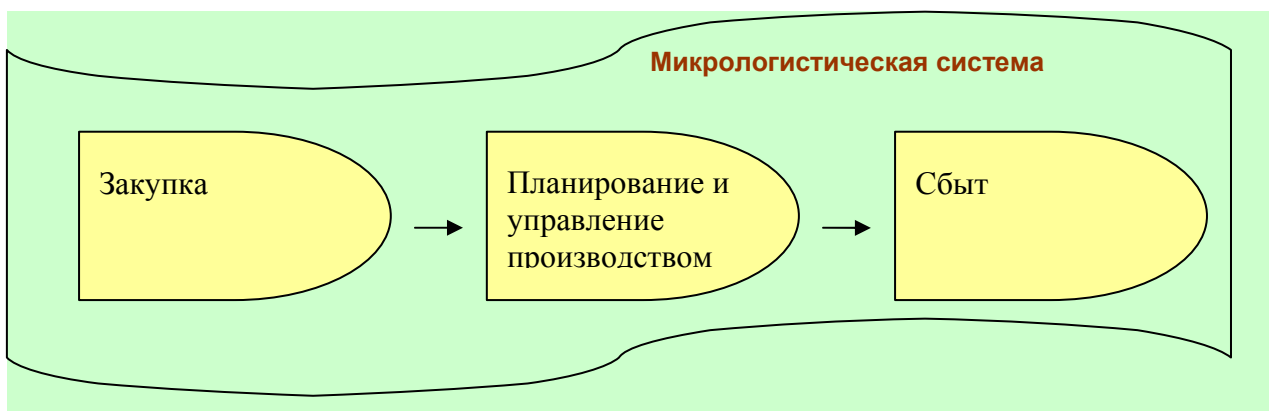 Микрологистическая система
Закупка
Планирование и
управление
производством
Сбыт